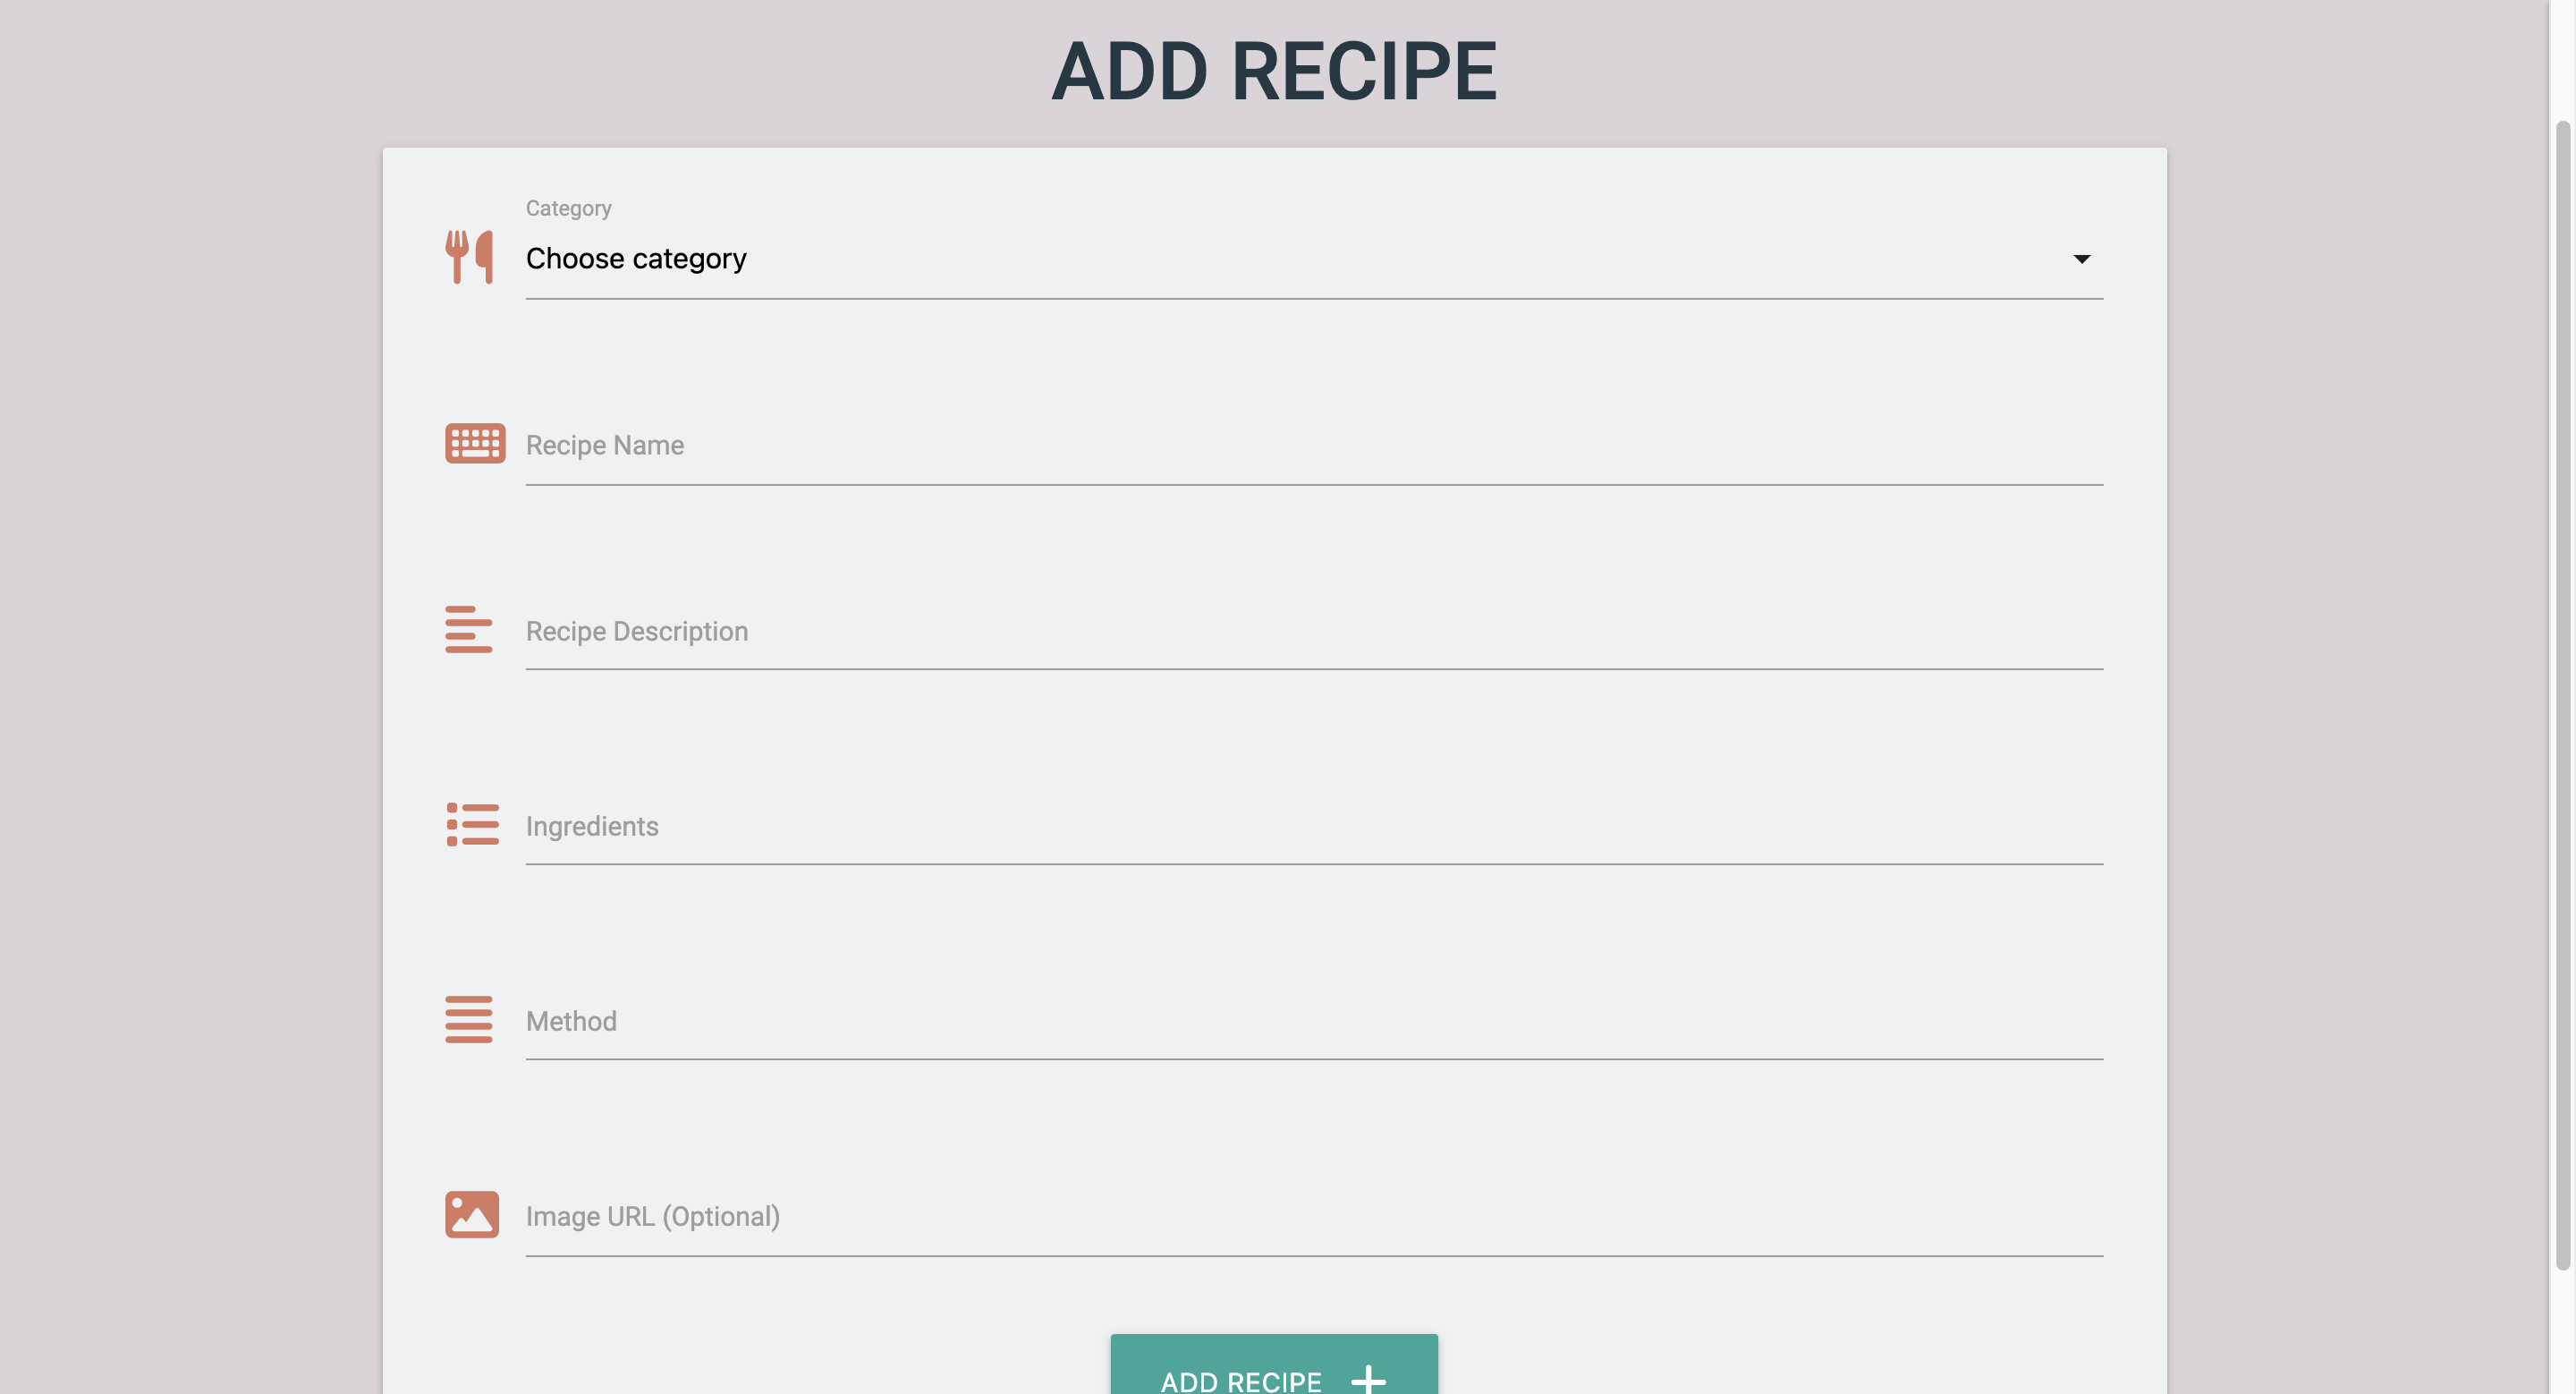 ADD RECIPE
Category
Choose category
Recipe Name
Recipe Description
Ingredients
Method
Image URL (Optional)
ADD RECIPE